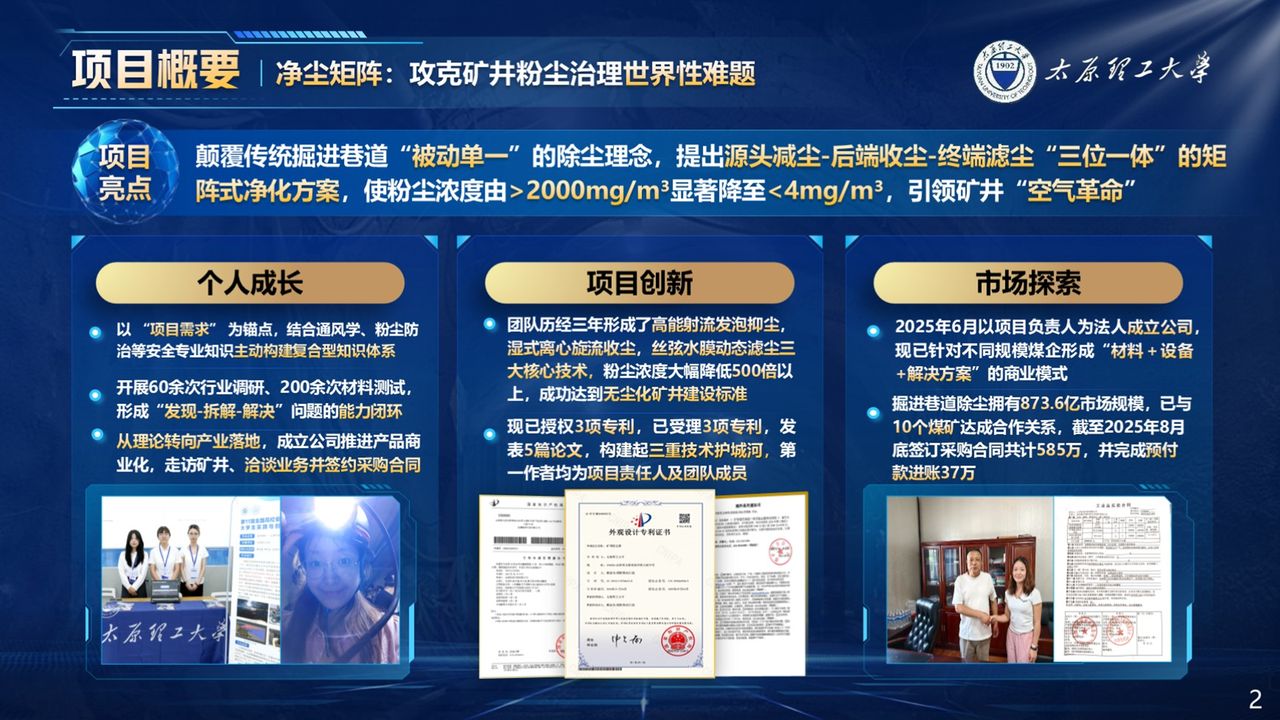 项目概要
净尘矩阵：攻克矿井粉尘治理世界性难题
1902
TAIYUAN UNIVERSITY OF TECHNOLOGY
太原理工大学
项目
亮点
颠覆传统掘进巷道“被动单一”的除尘理念，提出源头减尘-后端收尘-终端滤尘“三位一体”的矩
阵式净化方案，使粉尘浓度由>2000mg/m³显著降至<4mg/m³，引领矿井“空气革命”
个人成长
以 “项目需求” 为锚点，结合通风学、粉尘防
治等安全专业知识主动构建复合型知识体系
开展60余次行业调研、200余次材料测试，
形成“发现-拆解-解决”问题的能力闭环
从理论转向产业落地，成立公司推进产品商
业化，走访矿井、洽谈业务并签约采购合同
太原理工大学
项目创新
团队历经三年形成了高能射流发泡抑尘，
湿式离心旋流收尘，丝弦水膜动态滤尘三
大核心技术，粉尘浓度大幅降低500倍以
上，成功达到无尘化矿井建设标准
现已授权3项专利，已受理3项专利，发
表5篇论文，构建起三重技术护城河，第
一作者均为项目责任人及团队成员
外观设计专利证书
市场探索
2025年6月以项目负责人为法人成立公司，
现已针对不同规模煤企形成“材料＋设备
+解决方案”的商业模式
掘进巷道除尘拥有873.6亿市场规模，已与
10个煤矿达成合作关系，截至2025年8月
底签订采购合同共计585万，并完成预付
款进账37万
2